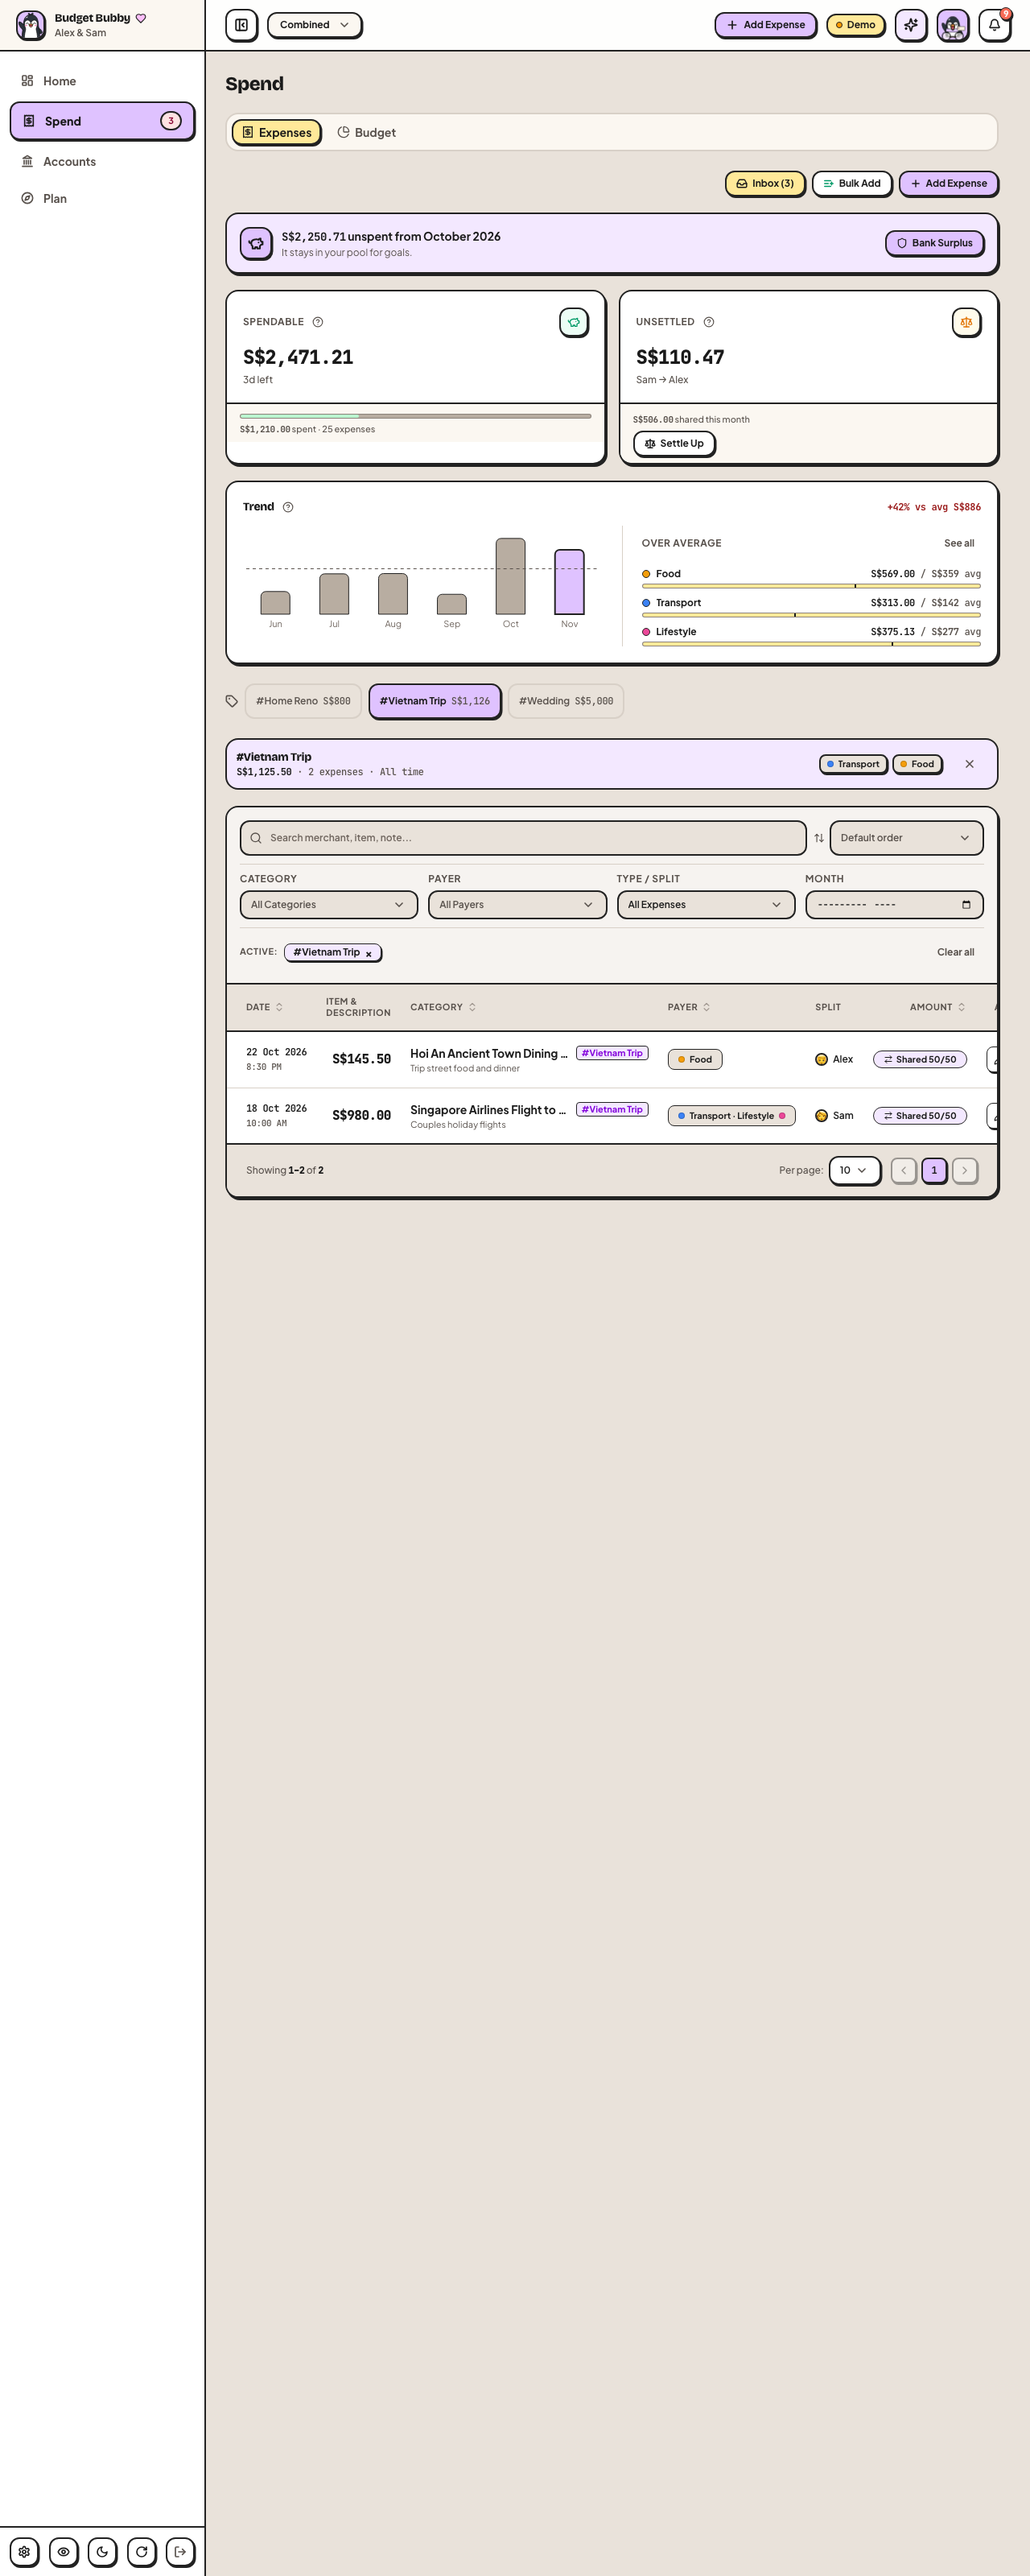 Budget Bubby
Alex & Sam
Combined
Add Expense
Demo
9
Home
Spend
3
Accounts
Plan
Spend
Expenses
Budget
Inbox (3)
Bulk Add
Add Expense
S$2,250.71 unspent from October 2026
It stays in your pool for goals.
Bank Surplus
SPENDABLE
S$2,471.21
3d left
S$1,210.00 spent · 25 expenses
UNSETTLED
S$110.47
Sam → Alex
S$506.00 shared this month
Settle Up
Trend
+42% vs avg S$886
Jun
Jul
Aug
Sep
Oct
Nov
OVER AVERAGE
See all
Food
S$569.00 / S$359 avg
Transport
S$313.00 / S$142 avg
Lifestyle
S$375.13 / S$277 avg
#Home Reno S$800
#Vietnam Trip S$1,126
#Wedding S$5,000
#Vietnam Trip
S$1,125.50 · 2 expenses · All time
Transport
Food
Search merchant, item, note...
Default order
CATEGORY
PAYER
TYPE / SPLIT
MONTH
All Categories
All Payers
All Expenses
--------- ----
ACTIVE:
#Vietnam Trip ×
Clear all
DATE
ITEM &
DESCRIPTION
CATEGORY
PAYER
SPLIT
AMOUNT
22 Oct 2026
8:30 PM
S$145.50
Hoi An Ancient Town Dining …
#Vietnam Trip
Trip street food and dinner
Food
Alex
Shared 50/50
18 Oct 2026
10:00 AM
S$980.00
Singapore Airlines Flight to …
#Vietnam Trip
Couples holiday flights
Transport · Lifestyle
Sam
Shared 50/50
Showing 1–2 of 2
Per page:
10
1